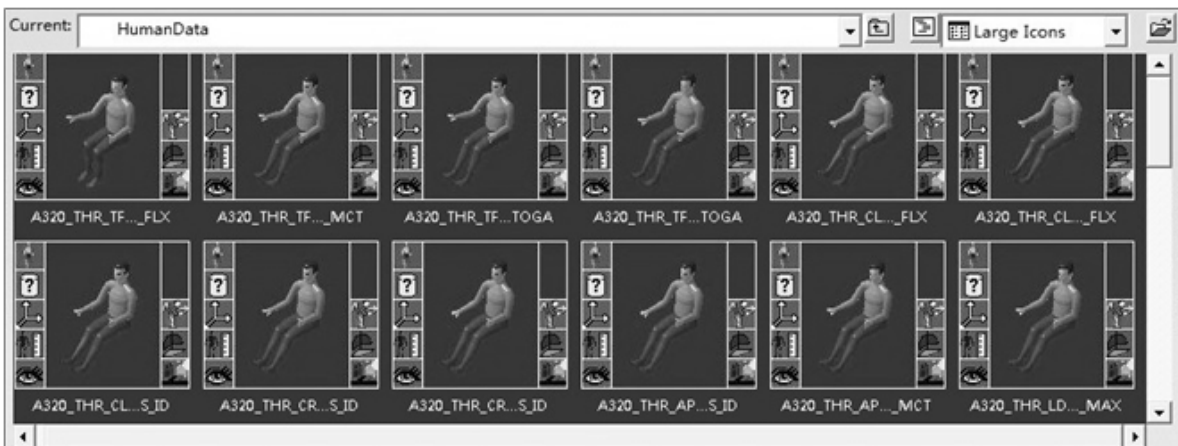 Current: HumanData Large Icons
A320_THR_TF..._FLX A320_THR_TF..._MCT A320_THR_TF...TOGA A320_THR_TF...TOGA A320_THR_CL..._FLX A320_THR_CL..._FLX
A320_THR_CL...S_ID A320_THR_CR...S_ID A320_THR_CR...S_ID A320_THR_AP...S_ID A320_THR_AP..._MCT A320_THR_LD..._MAX